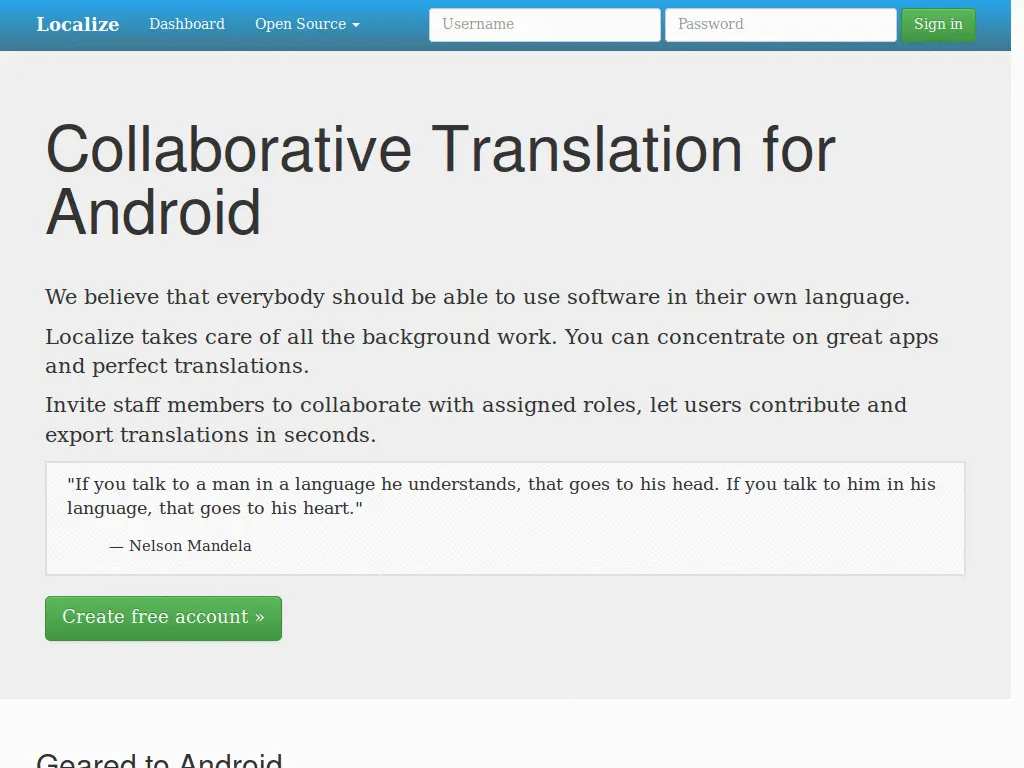 Localize Dashboard Open Source Username Password Sign in
Collaborative Translation for
Android
We believe that everybody should be able to use software in their own language.
Localize takes care of all the background work. You can concentrate on great apps
and perfect translations.
Invite staff members to collaborate with assigned roles, let users contribute and
export translations in seconds.
"If you talk to a man in a language he understands, that goes to his head. If you talk to him in his
language, that goes to his heart."
— Nelson Mandela
Create free account »
Geared to Android